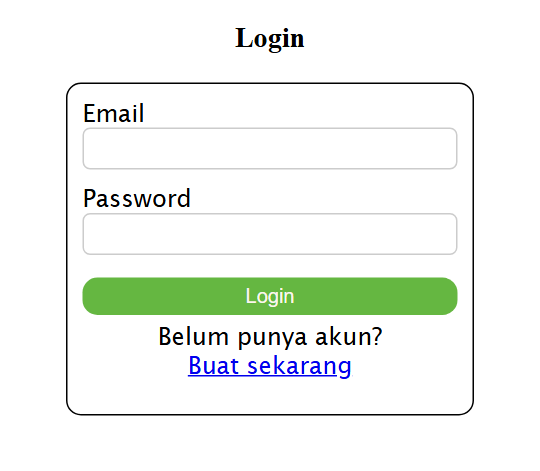 Login
Email
Password
Login
Belum punya akun?
Buat sekarang